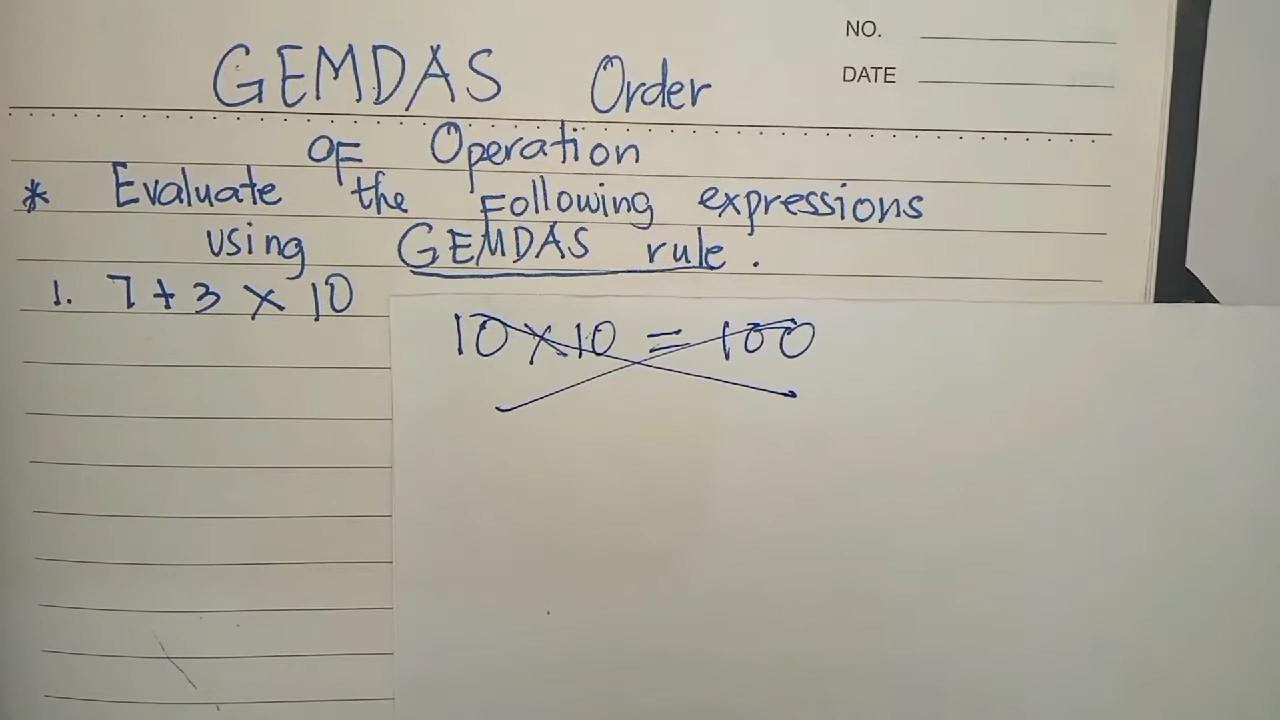 NO.
DATE
GEMDAS Order
OF Operation
* Evaluate the Following expressions
using GEMDAS rule.
1. 7 + 3 × 10
10 × 10 = 100